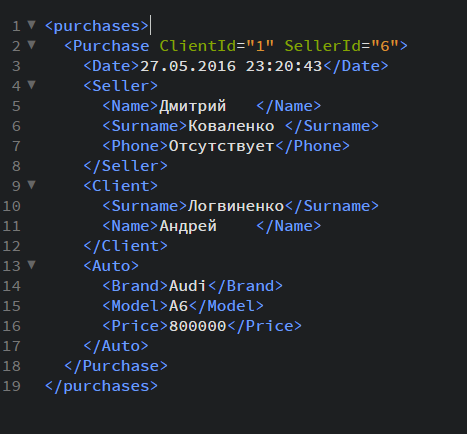 1 <purchases>
2 <Purchase ClientId="1" SellerId="6">
3 <Date>27.05.2016 23:20:43</Date>
4 <Seller>
5 <Name>Дмитрий   </Name>
6 <Surname>Коваленко </Surname>
7 <Phone>Отсутствует</Phone>
8 </Seller>
9 <Client>
10 <Surname>Логвиненко</Surname>
11 <Name>Андрей    </Name>
12 </Client>
13 <Auto>
14 <Brand>Audi</Brand>
15 <Model>A6</Model>
16 <Price>800000</Price>
17 </Auto>
18 </Purchase>
19 </purchases>